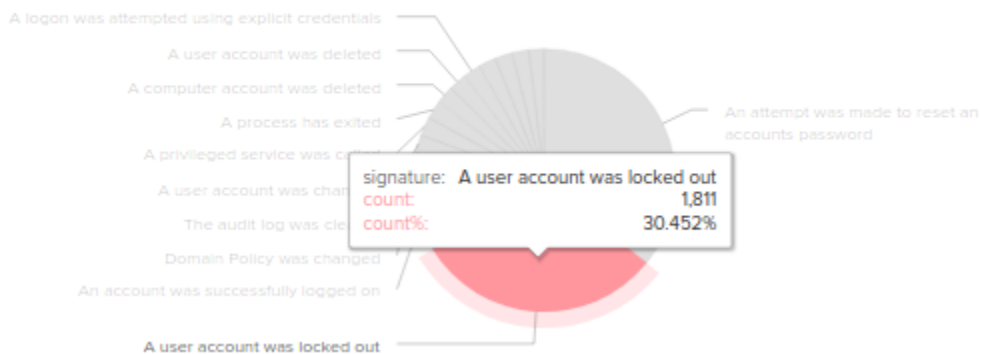 A logon was attempted using explicit credentials
A user account was deleted
A computer account was deleted
A process has exited
A privileged service was
A user account was
The audit log was
Domain Policy was changed
An account was successfully logged on
A user account was locked out
An attempt was made to reset an
accounts password
signature: A user account was locked out
count: 1,811
count%: 30.452%